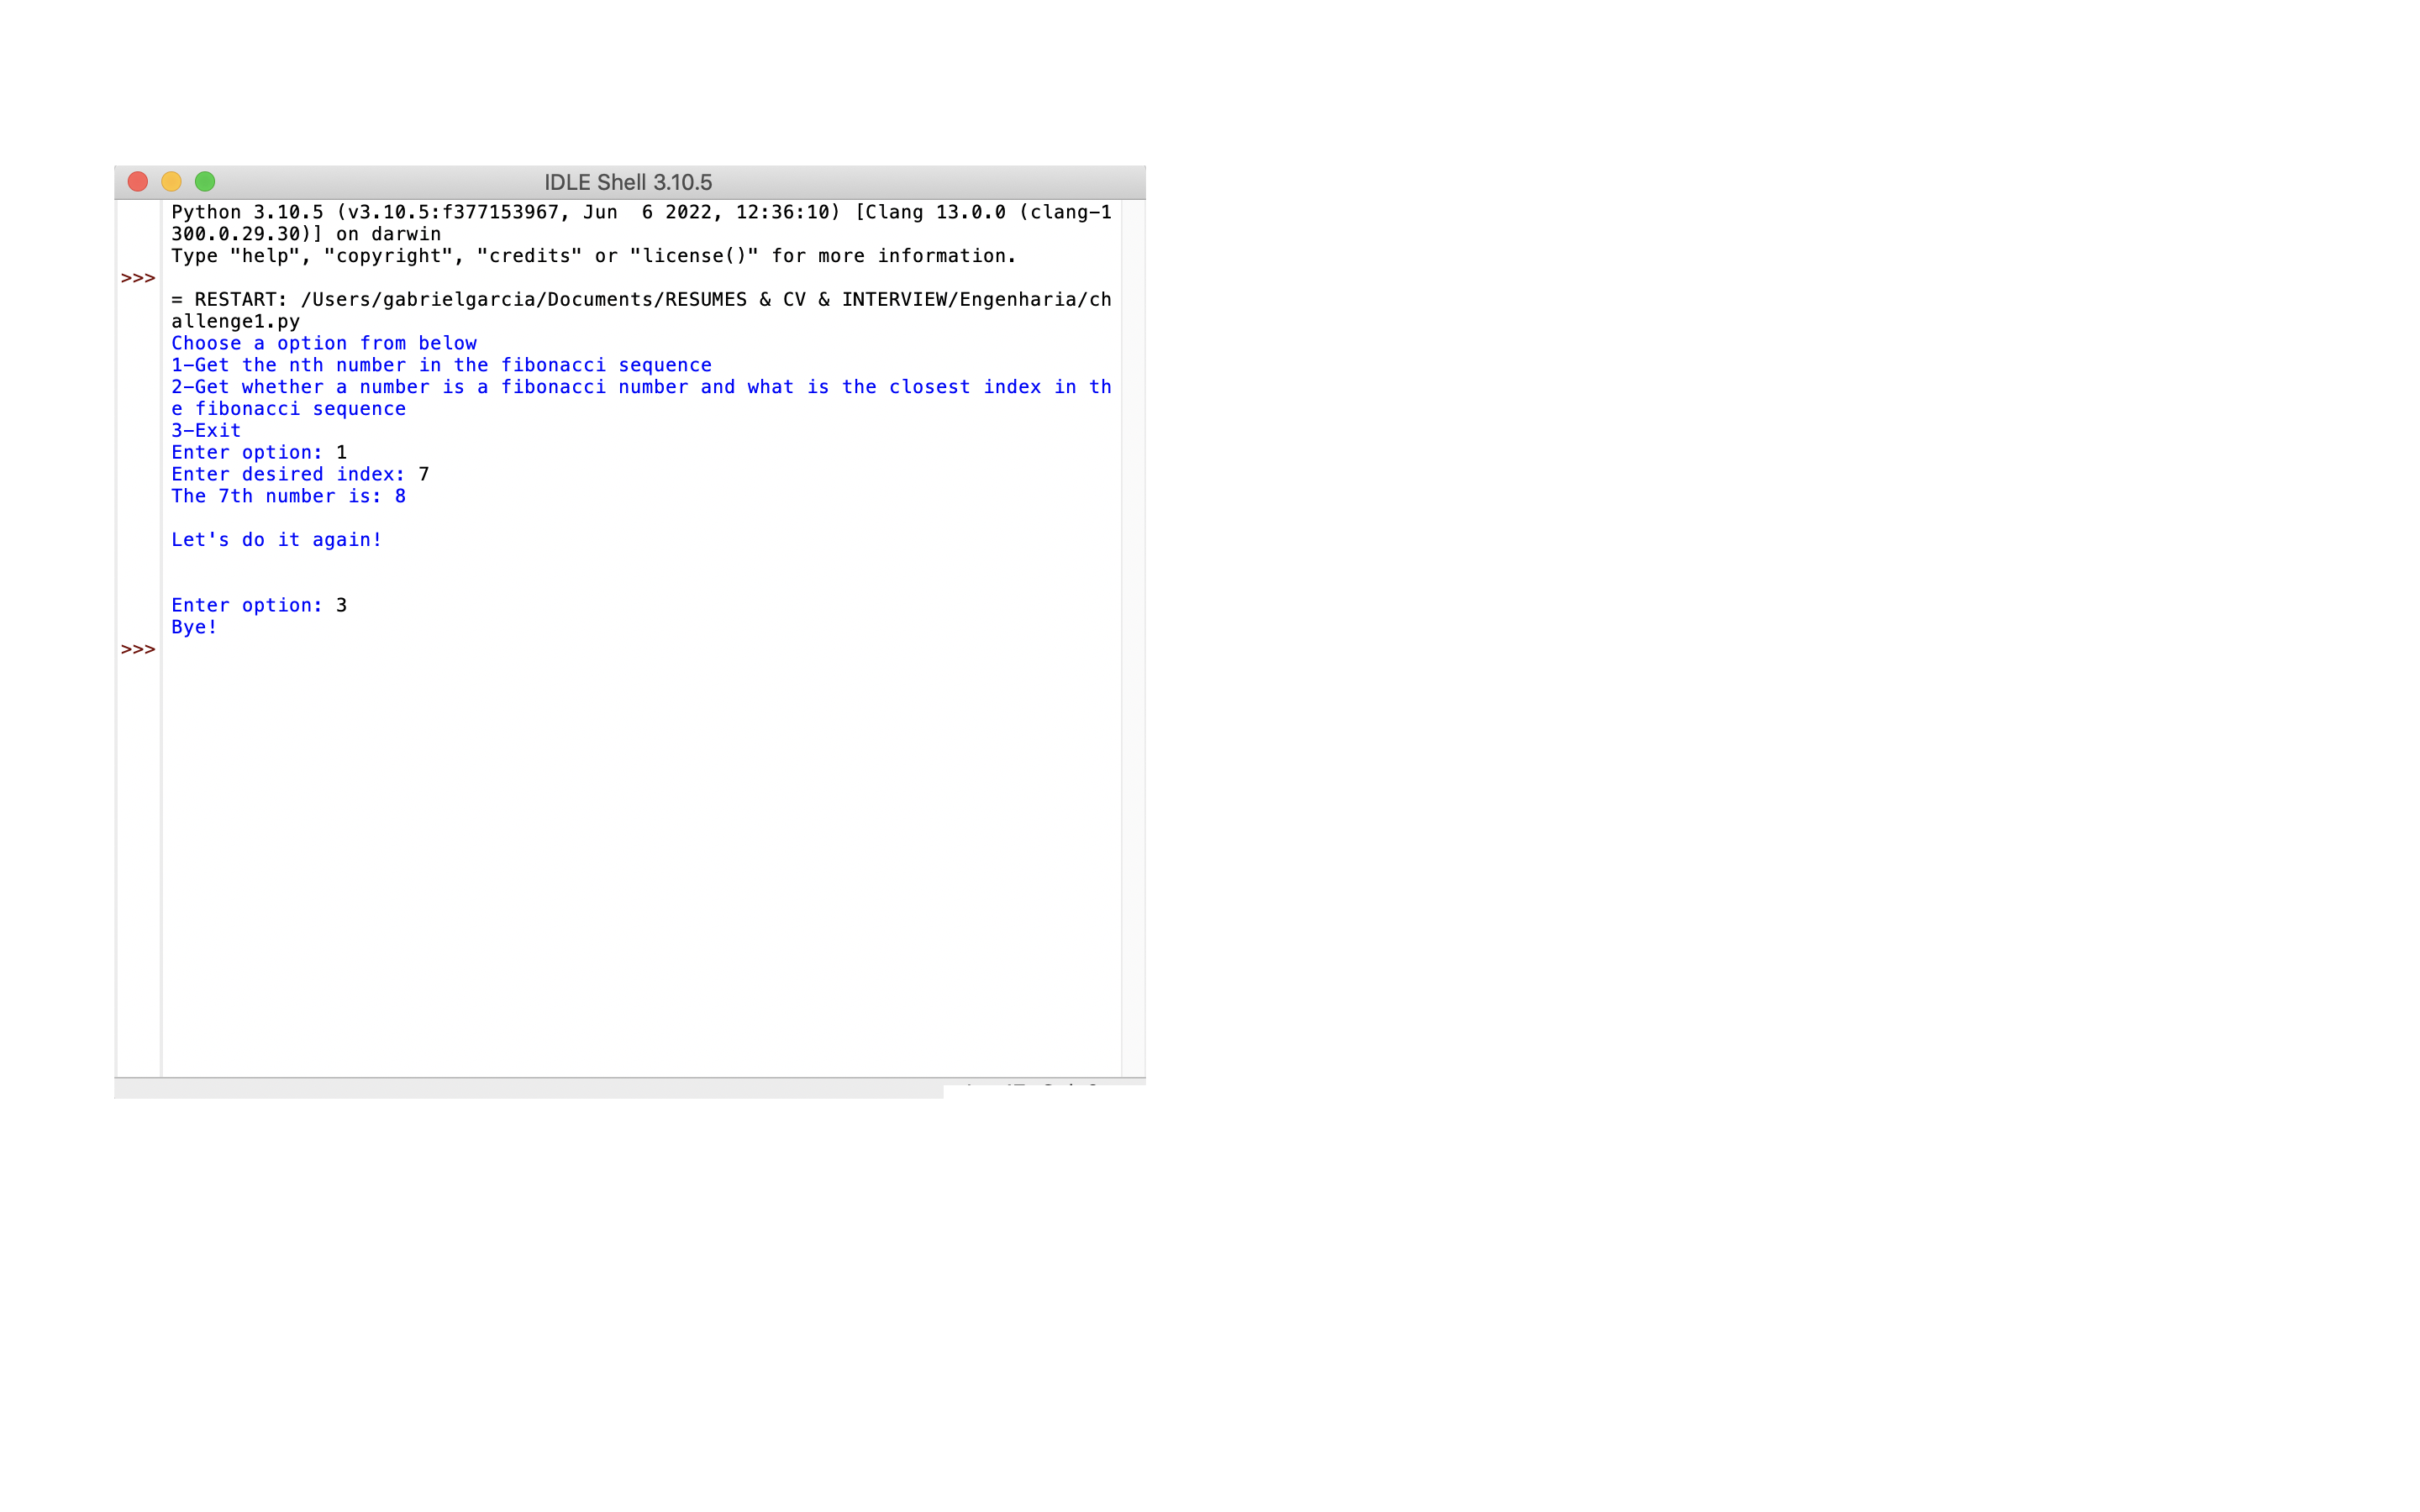 IDLE Shell 3.10.5
Python 3.10.5 (v3.10.5:f377153967, Jun  6 2022, 12:36:10) [Clang 13.0.0 (clang-1
300.0.29.30)] on darwin
Type "help", "copyright", "credits" or "license()" for more information.
>>>
= RESTART: /Users/gabrielgarcia/Documents/RESUMES & CV & INTERVIEW/Engenharia/ch
allenge1.py
Choose a option from below
1-Get the nth number in the fibonacci sequence
2-Get whether a number is a fibonacci number and what is the closest index in th
e fibonacci sequence
3-Exit
Enter option: 1
Enter desired index: 7
The 7th number is: 8
Let's do it again!
Enter option: 3
Bye!
>>>